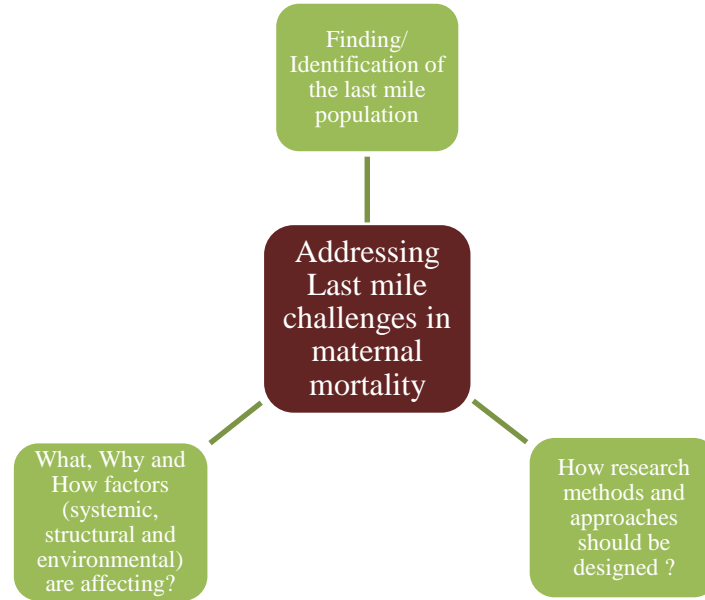 Finding/
Identification of
the last mile
population
Addressing
Last mile
challenges in
maternal
mortality
What, Why and
How factors
(systemic,
structural and
environmental)
are affecting?
How research
methods and
approaches
should be
designed ?